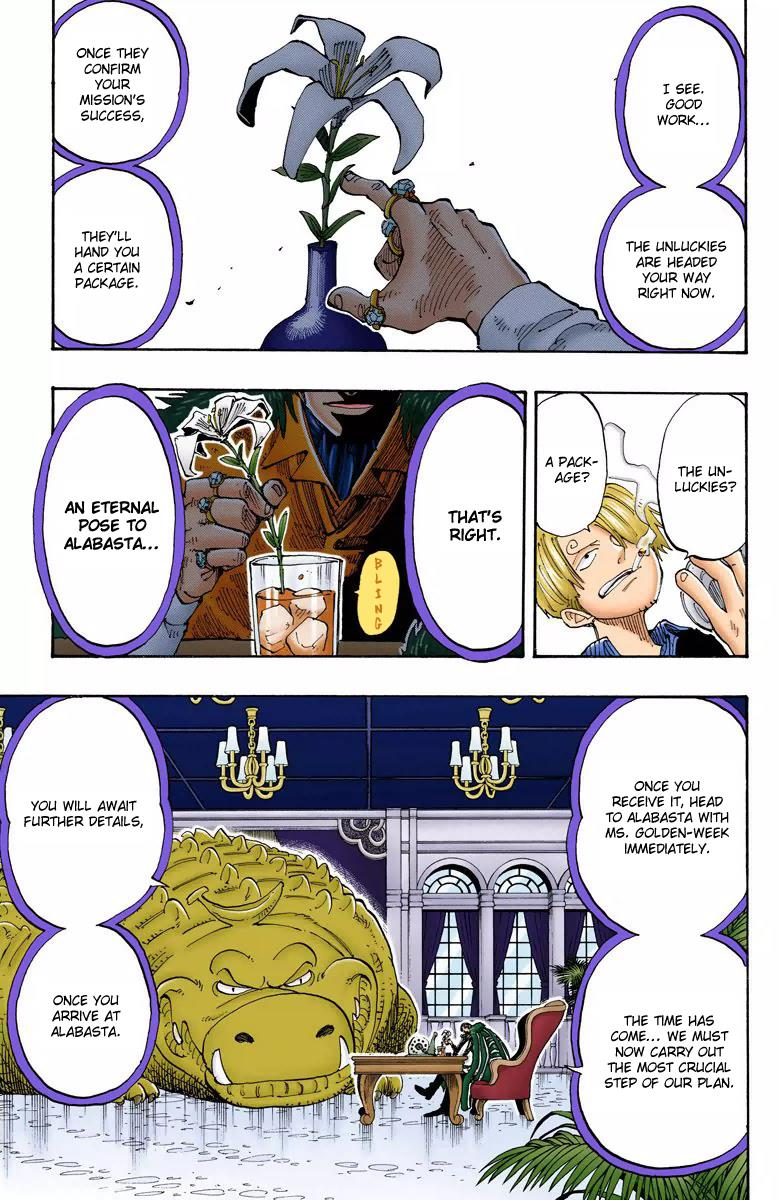 I SEE.
GOOD
WORK...
THE UNLUCKIES
ARE HEADED
YOUR WAY
RIGHT NOW.
ONCE THEY
CONFIRM
YOUR
MISSION'S
SUCCESS,
THEY'LL
HAND YOU
A CERTAIN
PACKAGE.
THE UN-
LUCKIES?
A PACK-
AGE?
THAT'S
RIGHT.
BLING
AN ETERNAL
POSE TO
ALABASTA...
ONCE YOU
RECEIVE IT, HEAD
TO ALABASTA WITH
MS. GOLDEN-WEEK
IMMEDIATELY.
THE TIME HAS
COME... WE MUST
NOW CARRY OUT
THE MOST CRUCIAL
STEP OF OUR PLAN.
YOU WILL AWAIT
FURTHER DETAILS,
ONCE YOU
ARRIVE AT
ALABASTA.